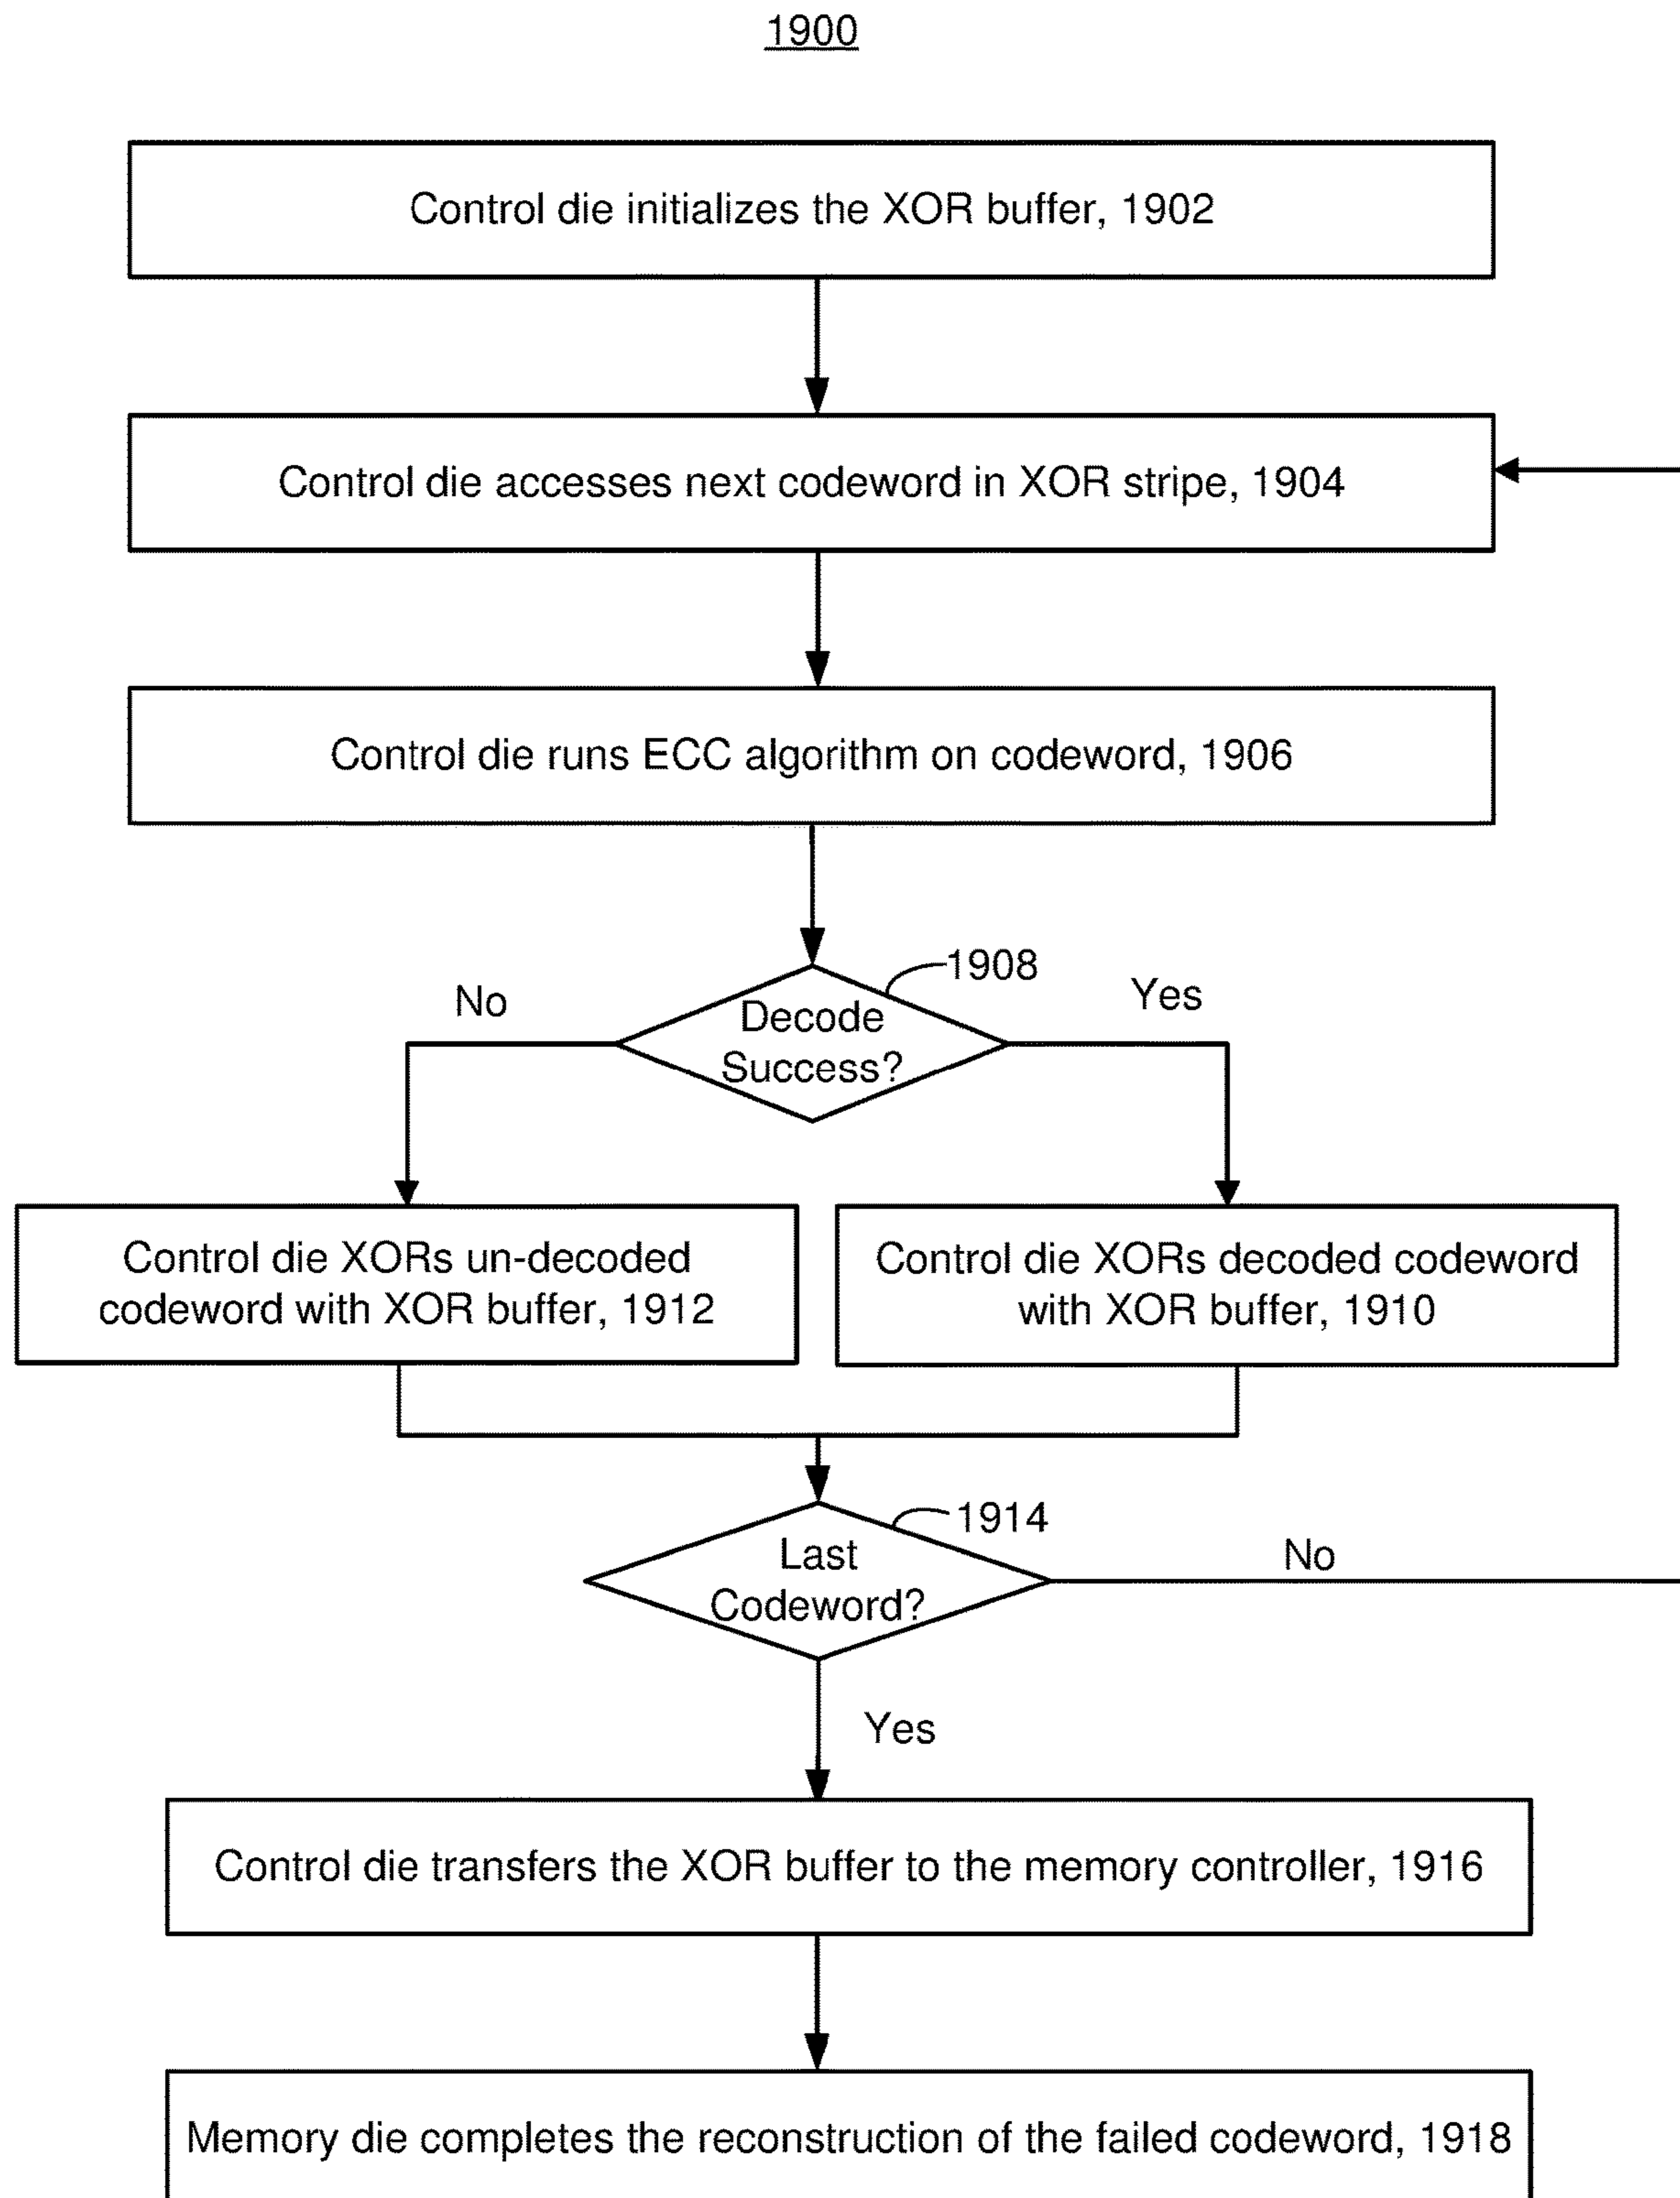 1900
Control die initializes the XOR buffer, 1902
Control die accesses next codeword in XOR stripe, 1904
Control die runs ECC algorithm on codeword, 1906
1908
No
Yes
Decode
Success?
Control die XORs un-decoded
codeword with XOR buffer, 1912
Control die XORs decoded codeword
with XOR buffer, 1910
1914
Last
Codeword?
No
Yes
Control die transfers the XOR buffer to the memory controller, 1916
Memory die completes the reconstruction of the failed codeword, 1918